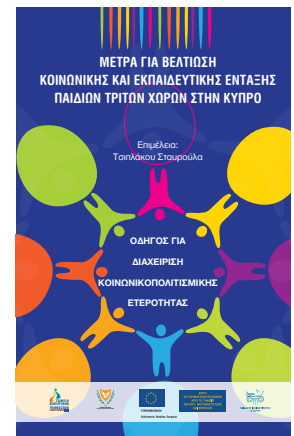 ΜΕΤΡΑ ΓΙΑ ΒΕΛΤΙΩΣΗ
ΚΟΙΝΩΝΙΚΗΣ ΚΑΙ ΕΚΠΑΙΔΕΥΤΙΚΗΣ ΕΝΤΑΞΗΣ
ΠΑΙΔΙΩΝ ΤΡΙΤΩΝ ΧΩΡΩΝ ΣΤΗΝ ΚΥΠΡΟ
Επιμέλεια:
Τσιπλάκου Σταυρούλα
ΟΔΗΓΟΣ ΓΙΑ
ΔΙΑΧΕΙΡΙΣΗ
ΚΟΙΝΩΝΙΚΟΠΟΛΙΤΙΣΜΙΚΗΣ
ΕΤΕΡΟΤΗΤΑΣ